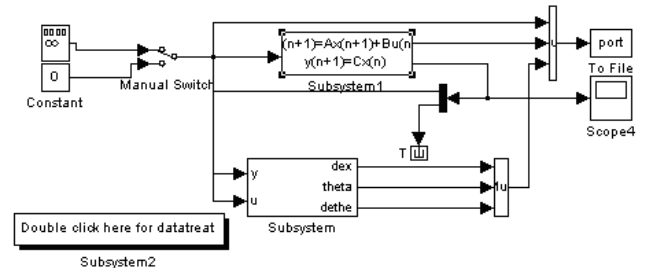 (n+1)=Ax(n+1)+Bu(n
y(n+1)=Cx(n)
port
To File
0
Manual Switch
Constant
Subsystem1
Scope4
T
dex
y
theta
u
dethe
Double click here for datatreat
Subsystem
Subsystem2